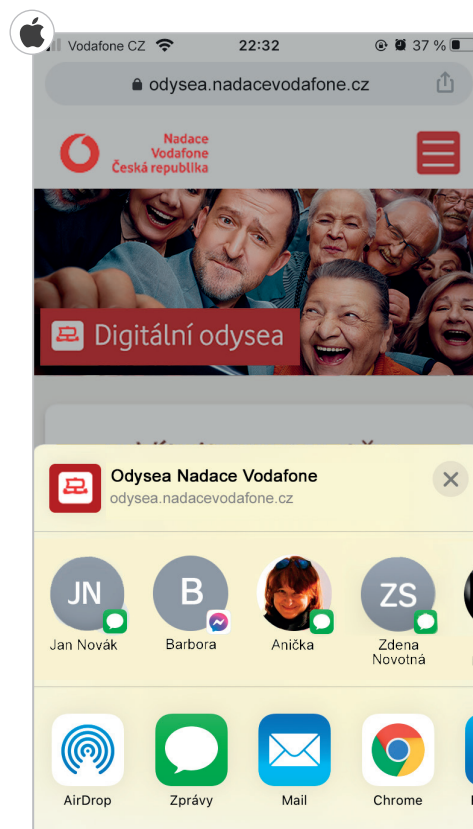 Vodafone CZ 22:32 37 %
odysea.nadacevodafone.cz
Nadace
Vodafone
Česká republika
Digitální odysea
Odysea Nadace Vodafone
odysea.nadacevodafone.cz
JN B ZS
Jan Novák Barbora Anička Zdena
Novotná
AirDrop Zprávy Mail Chrome